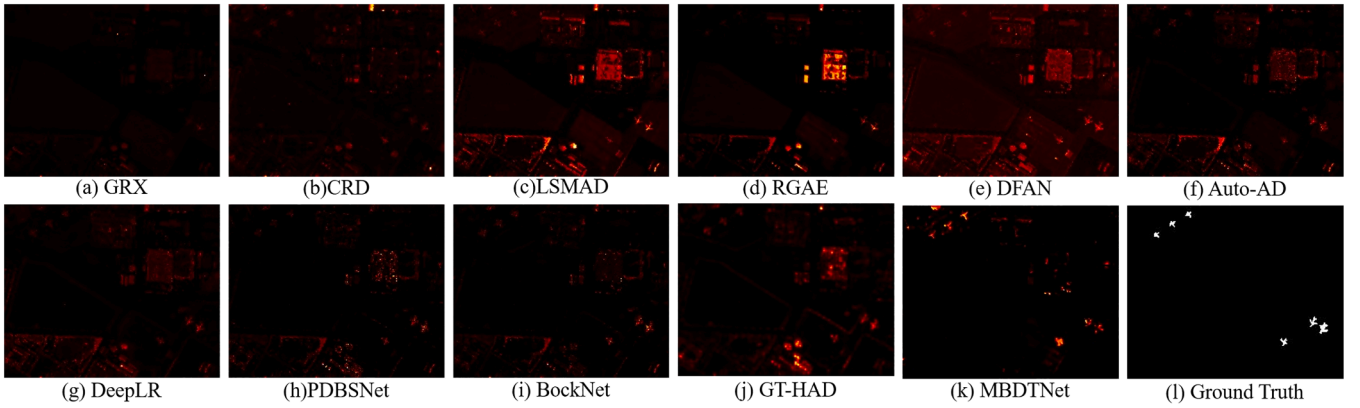 (a) GRX
(b)CRD
(c)LSMAD
(d) RGAE
(e) DFAN
(f) Auto-AD
(g) DeepLR
(h)PDBSNet
(i) BockNet
(j) GT-HAD
(k) MBDTNet
(l) Ground Truth